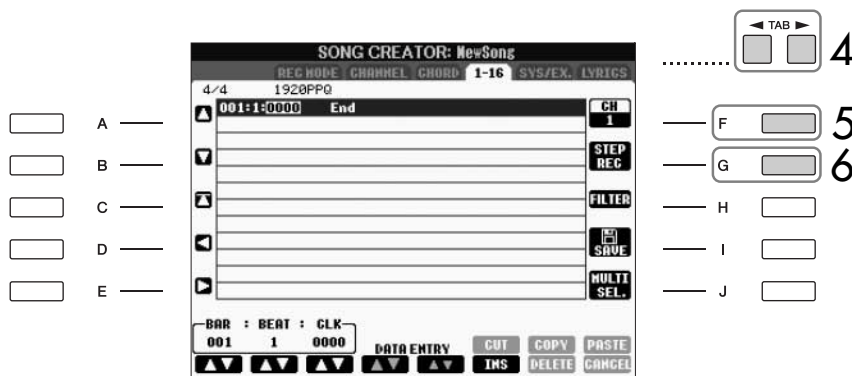 ◄ TAB ►
4
SONG CREATOR: NewSong
REC MODE CHANNEL CHORD 1-16 SYS/EX. LYRICS
4/4 1920PPQ
001:1:0000 End
CH
1
A
F
5
STEP
REC
B
G
6
FILTER
C
H
SAVE
D
I
MULTI
SEL.
E
J
BAR : BEAT : CLK
001 1 0000
DATA ENTRY
CUT COPY PASTE
INS DELETE CANCEL